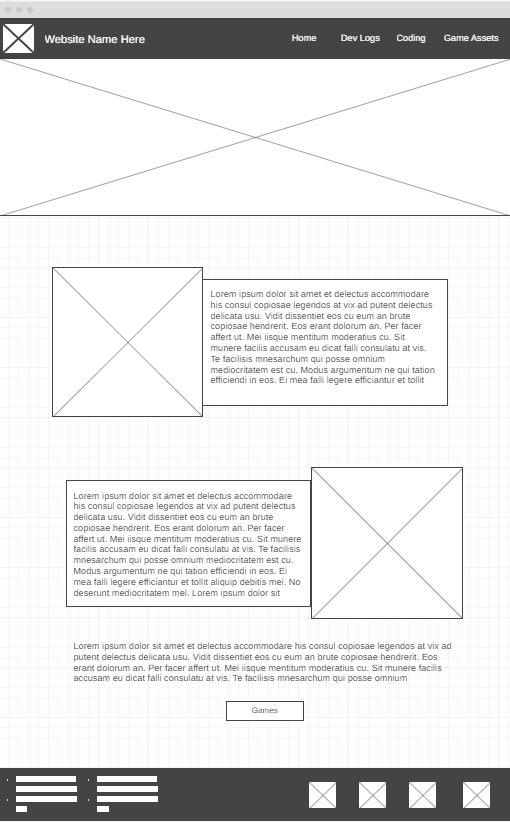 Website Name Here
Home Dev Logs Coding Game Assets
Lorem ipsum dolor sit amet et delectus accommodare
his consul copiosae legendos at vix ad putent delectus
delicata usu. Vidit dissentiet eos cu eum an brute
copiosae hendrerit. Eos erant dolorum an. Per facer
affert ut. Mei iisque mentitum moderatius cu. Sit
munere facilis accusam eu dicat falli consulatu at vis.
Te facilisis mnesarchum qui posse omnium
mediocritatem est cu. Modus argumentum ne qui tation
efficiendi in eos. Ei mea falli legere efficiantur et tollit
Lorem ipsum dolor sit amet et delectus accommodare
his consul copiosae legendos at vix ad putent delectus
delicata usu. Vidit dissentiet eos cu eum an brute
copiosae hendrerit. Eos erant dolorum an. Per facer
affert ut. Mei iisque mentitum moderatius cu. Sit munere
facilis accusam eu dicat falli consulatu at vis. Te facilisis
mnesarchum qui posse omnium mediocritatem est cu.
Modus argumentum ne qui tation efficiendi in eos. Ei
mea falli legere efficiantur et tollit aliquip debitis mei. No
deserunt mediocritatem mel. Lorem ipsum dolor sit
Lorem ipsum dolor sit amet et delectus accommodare his consul copiosae legendos at vix ad
putent delectus delicata usu. Vidit dissentiet eos cu eum an brute copiosae hendrerit. Eos
erant dolorum an. Per facer affert ut. Mei iisque mentitum moderatius cu. Sit munere facilis
accusam eu dicat falli consulatu at vis. Te facilisis mnesarchum qui posse omnium
Games